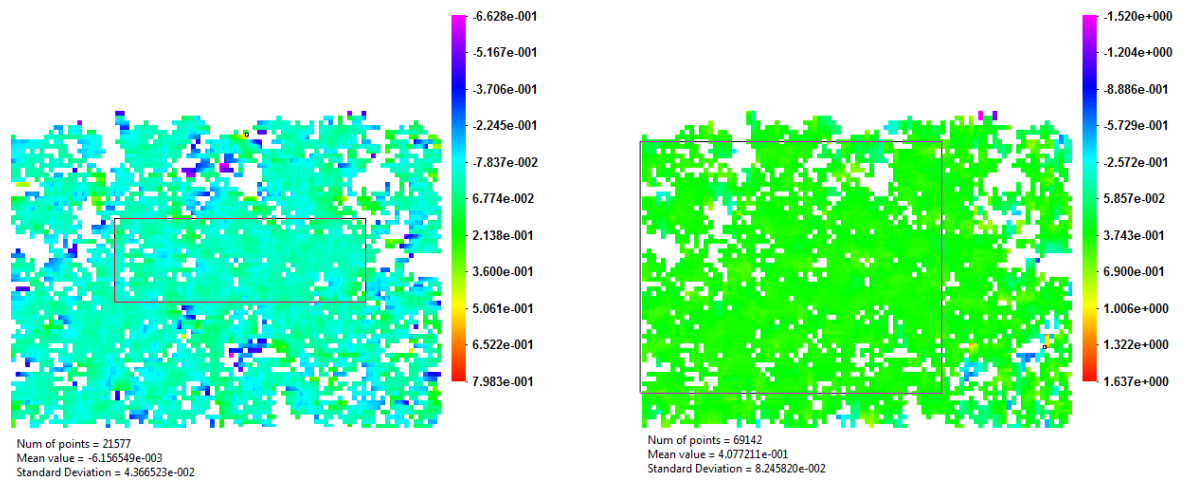 -6.628e-001
-5.167e-001
-3.706e-001
-2.245e-001
-7.837e-002
6.774e-002
2.138e-001
3.600e-001
5.061e-001
6.522e-001
7.983e-001
Num of points = 21577
Mean value = -6.156549e-003
Standard Deviation = 4.366523e-002
-1.520e+000
-1.204e+000
-8.886e-001
-5.729e-001
-2.572e-001
5.857e-002
3.743e-001
6.900e-001
1.006e+000
1.322e+000
1.637e+000
Num of points = 69142
Mean value = 4.077211e-001
Standard Deviation = 8.245820e-002